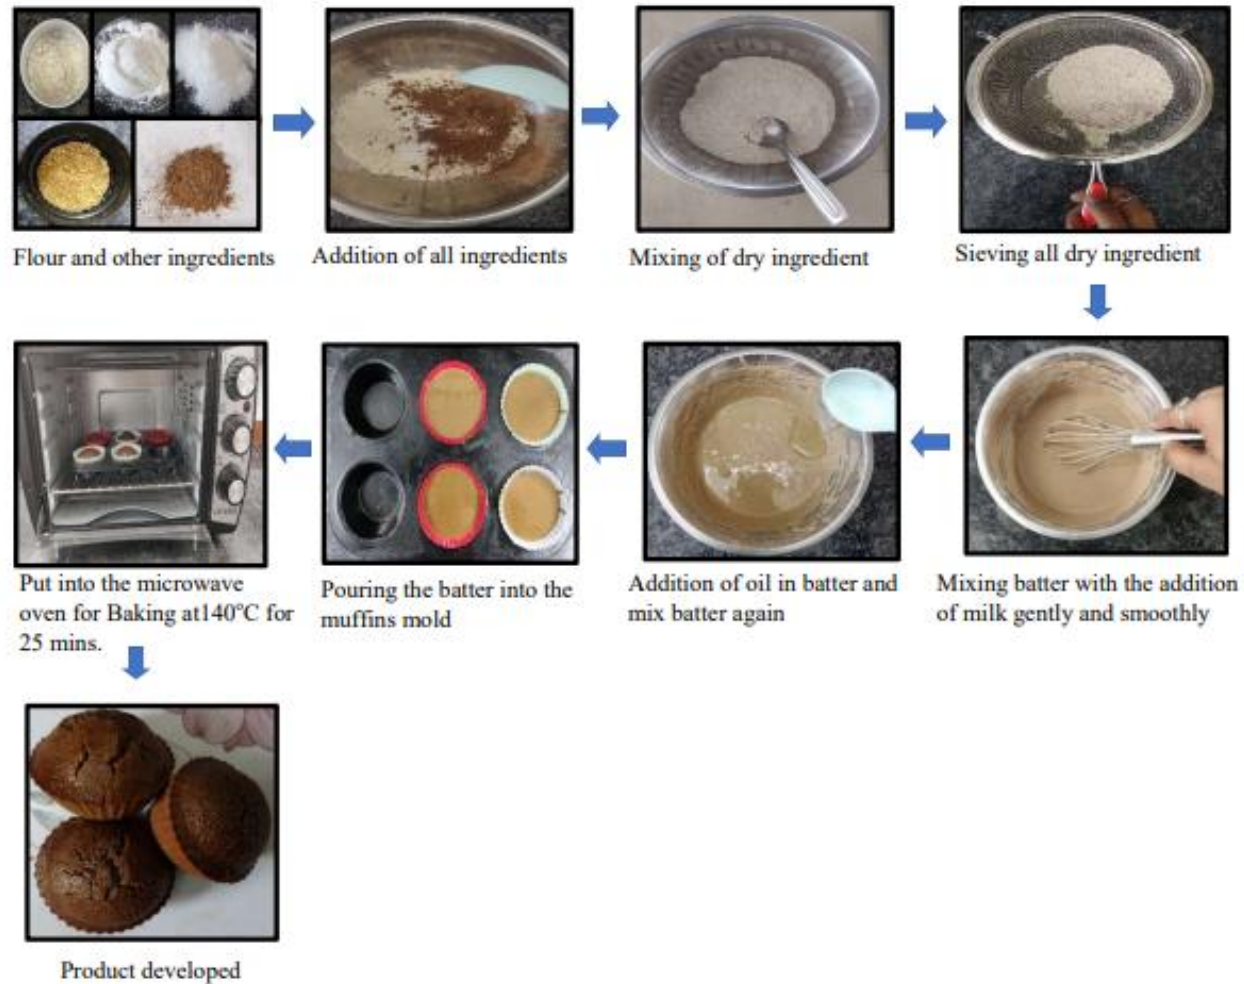 Flour and other ingredients
Addition of all ingredients
Mixing of dry ingredient
Sieving all dry ingredient
Mixing batter with the addition
of milk gently and smoothly
Addition of oil in batter and
mix batter again
Pouring the batter into the
muffins mold
Put into the microwave
oven for Baking at140°C for
25 mins.
Product developed